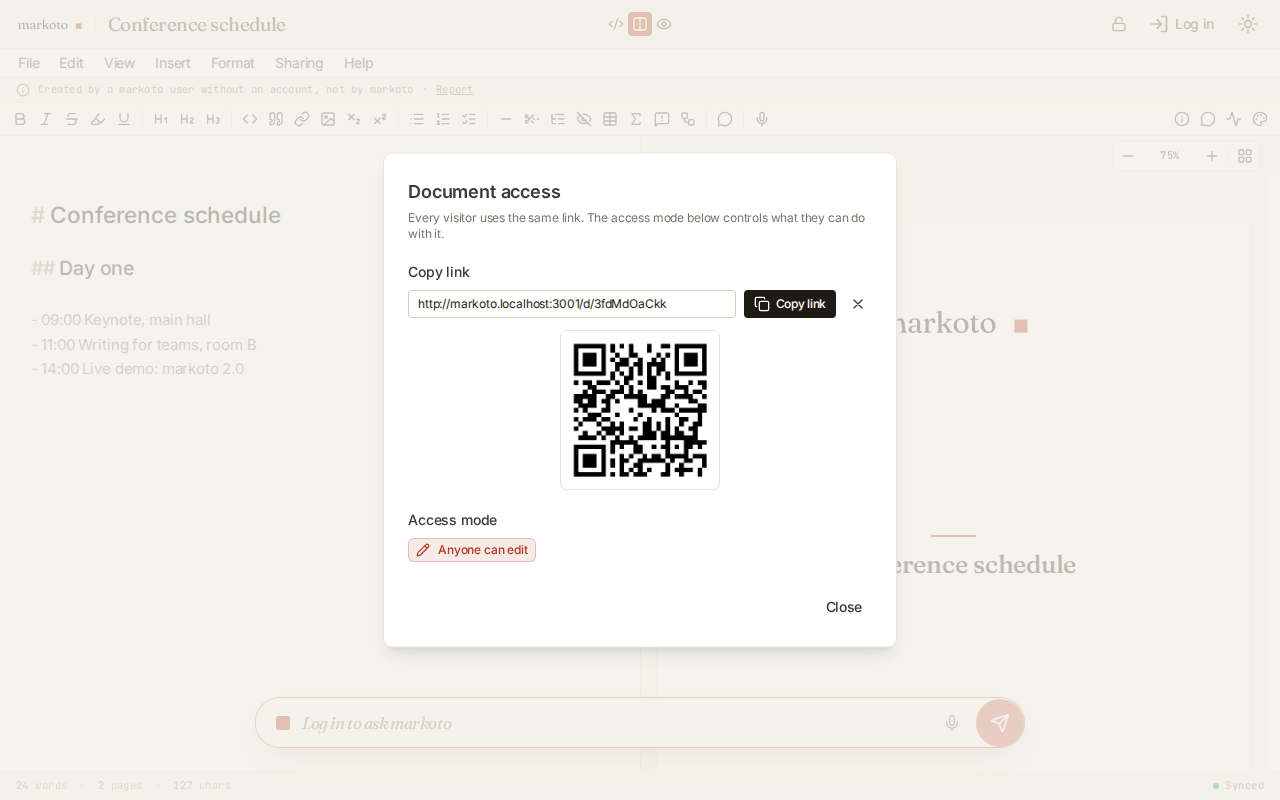 markoto
Conference schedule
Log in
File Edit View Insert Format Sharing Help
Created by a markoto user without an account, not by markoto · Report
H1 H2 H3
75%
# Conference schedule
## Day one
- 09:00 Keynote, main hall
- 11:00 Writing for teams, room B
- 14:00 Live demo: markoto 2.0
Document access
Every visitor uses the same link. The access mode below controls what they can do
with it.
Copy link
http://markoto.localhost:3001/d/3fdMdOaCkk
Copy link
Access mode
Anyone can edit
Close
markoto
erence schedule
Log in to ask markoto
24 words · 2 pages · 127 chars
Synced